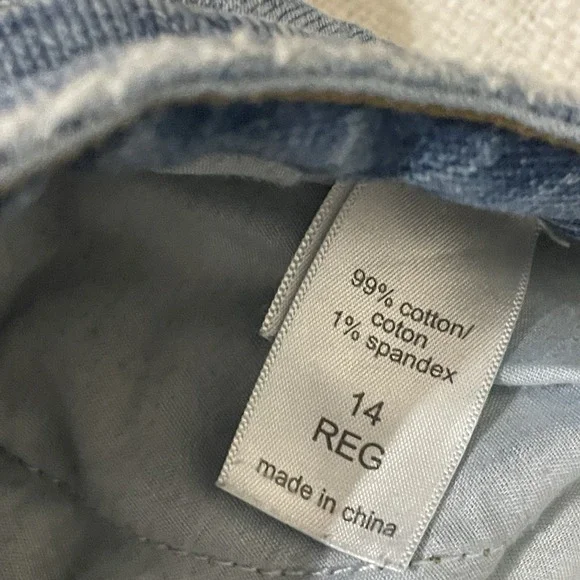 99% cotton/
coton
1% spandex
14
REG
made in china